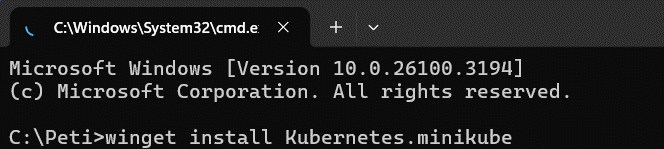 C:\Windows\System32\cmd.e
Microsoft Windows [Version 10.0.26100.3194]
(c) Microsoft Corporation. All rights reserved.
C:\Peti>winget install Kubernetes.minikube